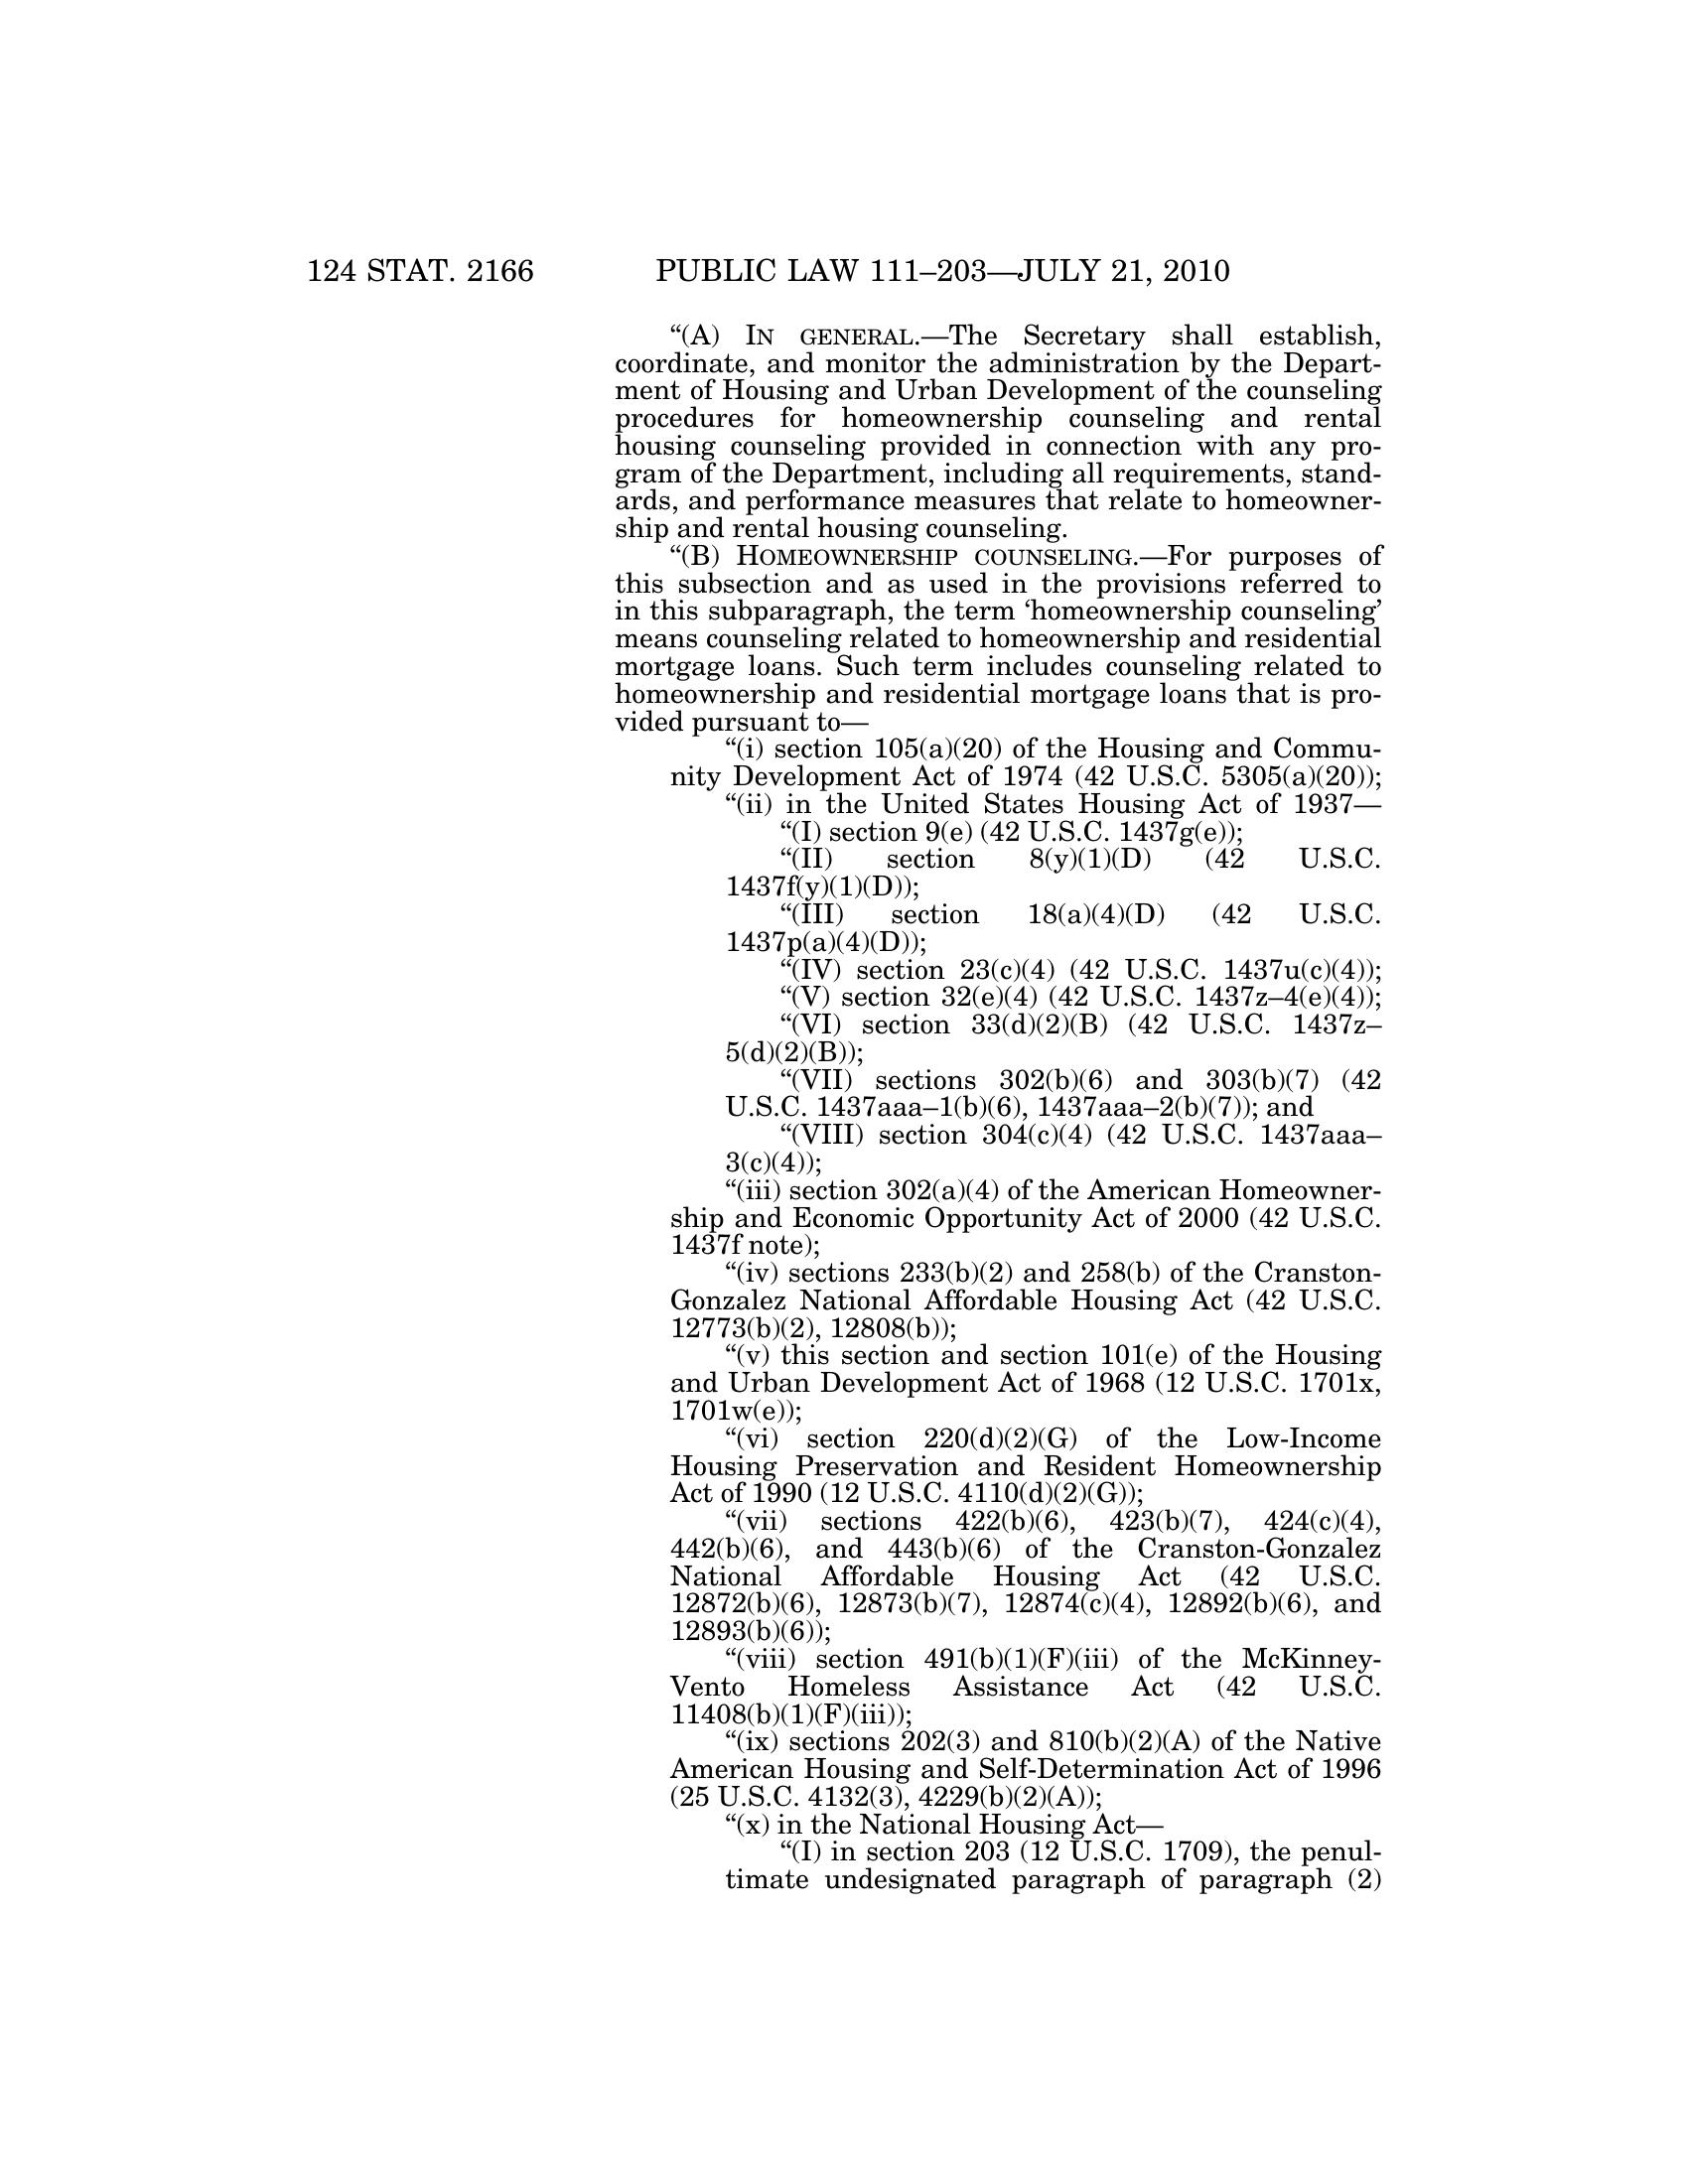 124 STAT. 2166 PUBLIC LAW 111–203—JULY 21, 2010
“(A) IN GENERAL.—The Secretary shall establish,
coordinate, and monitor the administration by the Depart-
ment of Housing and Urban Development of the counseling
procedures for homeownership counseling and rental
housing counseling provided in connection with any pro-
gram of the Department, including all requirements, stand-
ards, and performance measures that relate to homeowner-
ship and rental housing counseling.
“(B) HOMEOWNERSHIP COUNSELING.—For purposes of
this subsection and as used in the provisions referred to
in this subparagraph, the term ‘homeownership counseling’
means counseling related to homeownership and residential
mortgage loans. Such term includes counseling related to
homeownership and residential mortgage loans that is pro-
vided pursuant to—
“(i) section 105(a)(20) of the Housing and Commu-
nity Development Act of 1974 (42 U.S.C. 5305(a)(20));
“(ii) in the United States Housing Act of 1937—
“(I) section 9(e) (42 U.S.C. 1437g(e));
“(II) section 8(y)(1)(D) (42 U.S.C.
1437f(y)(1)(D));
“(III) section 18(a)(4)(D) (42 U.S.C.
1437p(a)(4)(D));
“(IV) section 23(c)(4) (42 U.S.C. 1437u(c)(4));
“(V) section 32(e)(4) (42 U.S.C. 1437z–4(e)(4));
“(VI) section 33(d)(2)(B) (42 U.S.C. 1437z–
5(d)(2)(B));
“(VII) sections 302(b)(6) and 303(b)(7) (42
U.S.C. 1437aaa–1(b)(6), 1437aaa–2(b)(7)); and
“(VIII) section 304(c)(4) (42 U.S.C. 1437aaa–
3(c)(4));
“(iii) section 302(a)(4) of the American Homeowner-
ship and Economic Opportunity Act of 2000 (42 U.S.C.
1437f note);
“(iv) sections 233(b)(2) and 258(b) of the Cranston-
Gonzalez National Affordable Housing Act (42 U.S.C.
12773(b)(2), 12808(b));
“(v) this section and section 101(e) of the Housing
and Urban Development Act of 1968 (12 U.S.C. 1701x,
1701w(e));
“(vi) section 220(d)(2)(G) of the Low-Income
Housing Preservation and Resident Homeownership
Act of 1990 (12 U.S.C. 4110(d)(2)(G));
“(vii) sections 422(b)(6), 423(b)(7), 424(c)(4),
442(b)(6), and 443(b)(6) of the Cranston-Gonzalez
National Affordable Housing Act (42 U.S.C.
12872(b)(6), 12873(b)(7), 12874(c)(4), 12892(b)(6), and
12893(b)(6));
“(viii) section 491(b)(1)(F)(iii) of the McKinney-
Vento Homeless Assistance Act (42 U.S.C.
11408(b)(1)(F)(iii));
“(ix) sections 202(3) and 810(b)(2)(A) of the Native
American Housing and Self-Determination Act of 1996
(25 U.S.C. 4132(3), 4229(b)(2)(A));
“(x) in the National Housing Act—
“(I) in section 203 (12 U.S.C. 1709), the penul-
timate undesignated paragraph of paragraph (2)